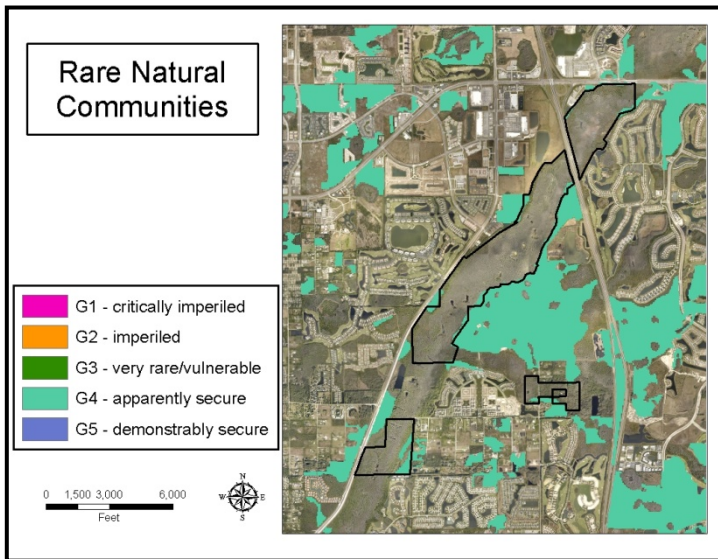 Rare Natural
Communities
G1 - critically imperiled
G2 - imperiled
G3 - very rare/vulnerable
G4 - apparently secure
G5 - demonstrably secure
0 1,500 3,000 6,000
Feet
N
W E
S